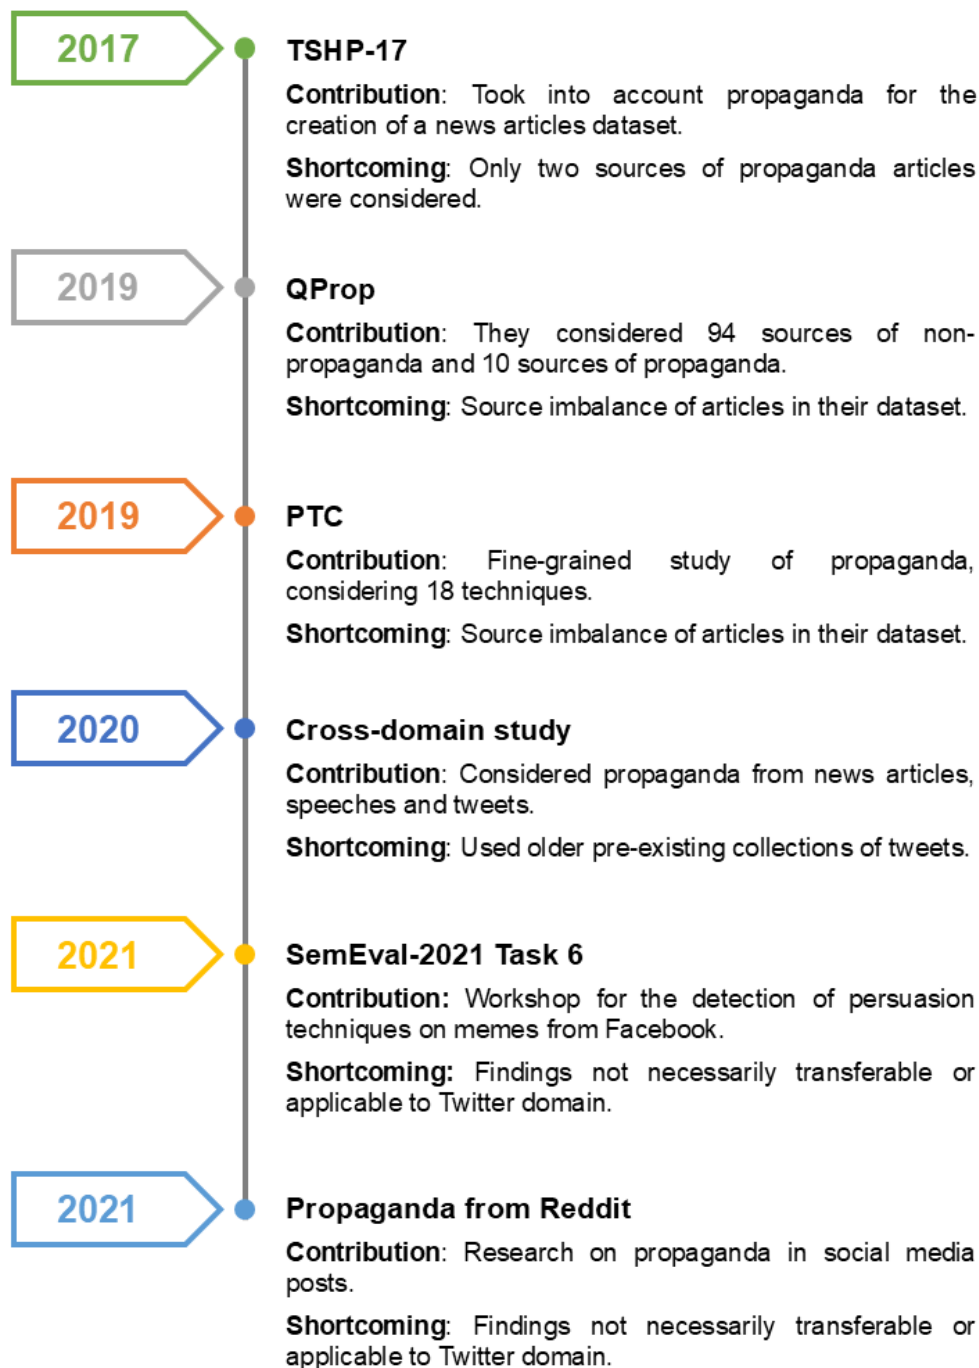 2017
TSHP-17
Contribution: Took into account propaganda for the
creation of a news articles dataset.
Shortcoming: Only two sources of propaganda articles
were considered.
2019
QProp
Contribution: They considered 94 sources of non-
propaganda and 10 sources of propaganda.
Shortcoming: Source imbalance of articles in their dataset.
2019
PTC
Contribution: Fine-grained study of propaganda,
considering 18 techniques.
Shortcoming: Source imbalance of articles in their dataset.
2020
Cross-domain study
Contribution: Considered propaganda from news articles,
speeches and tweets.
Shortcoming: Used older pre-existing collections of tweets.
2021
SemEval-2021 Task 6
Contribution: Workshop for the detection of persuasion
techniques on memes from Facebook.
Shortcoming: Findings not necessarily transferable or
applicable to Twitter domain.
2021
Propaganda from Reddit
Contribution: Research on propaganda in social media
posts.
Shortcoming: Findings not necessarily transferable or
applicable to Twitter domain.